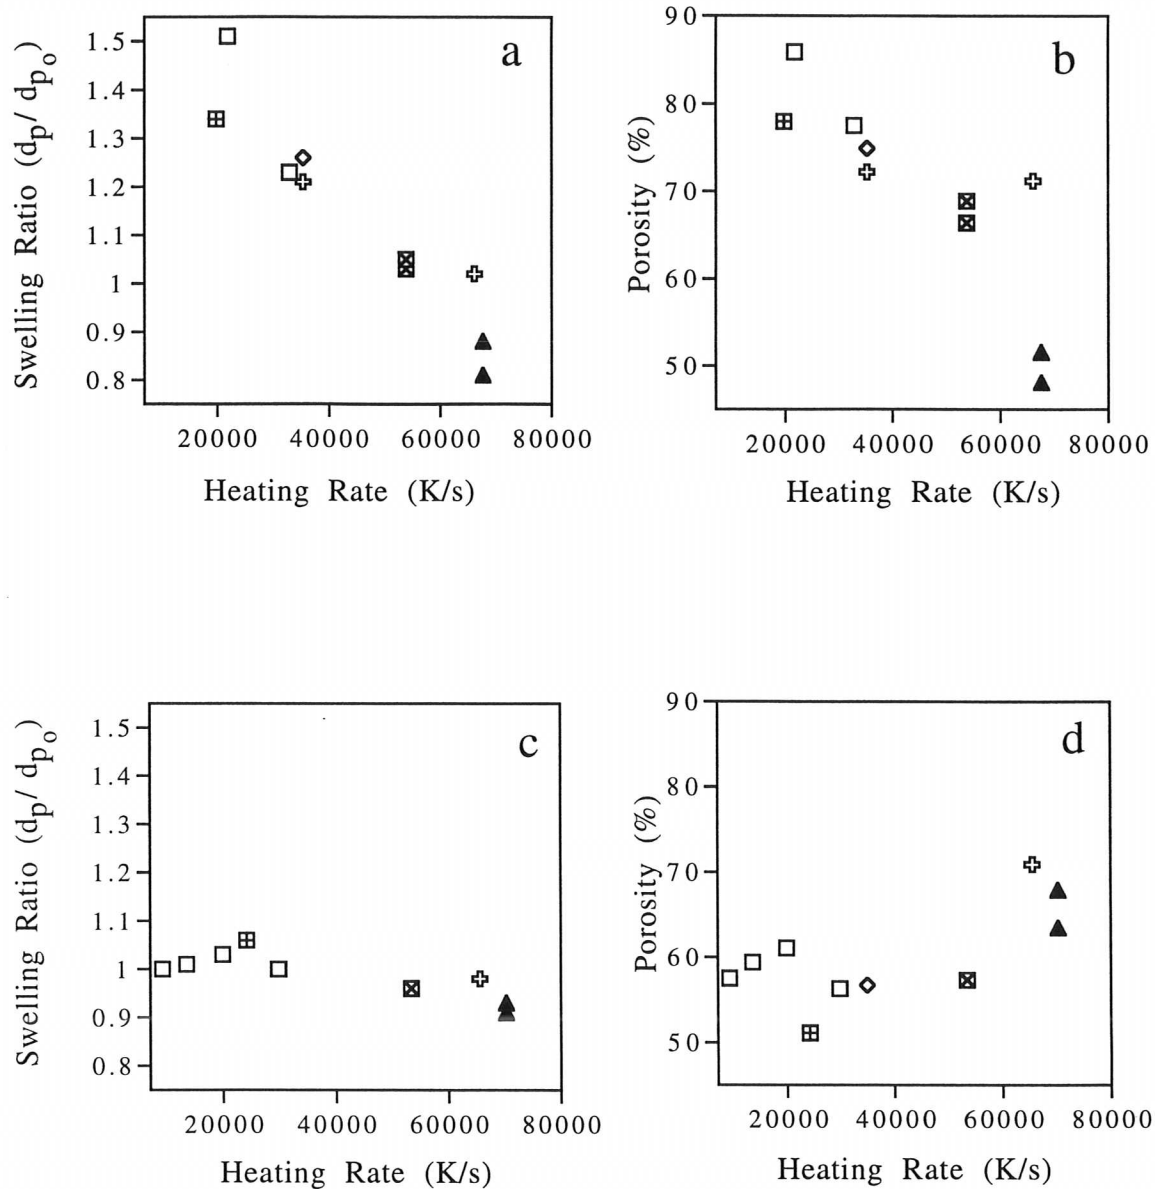 a
Swelling Ratio (dp/ dpo)
1.5
1.4
1.3
1.2
1.1
1
0.9
0.8
20000 40000 60000 80000
Heating Rate (K/s)
b
Porosity (%)
90
80
70
60
50
20000 40000 60000 80000
Heating Rate (K/s)
c
Swelling Ratio (dp/ dpo)
1.5
1.4
1.3
1.2
1.1
1
0.9
0.8
20000 40000 60000 80000
Heating Rate (K/s)
d
Porosity (%)
90
80
70
60
50
20000 40000 60000 80000
Heating Rate (K/s)